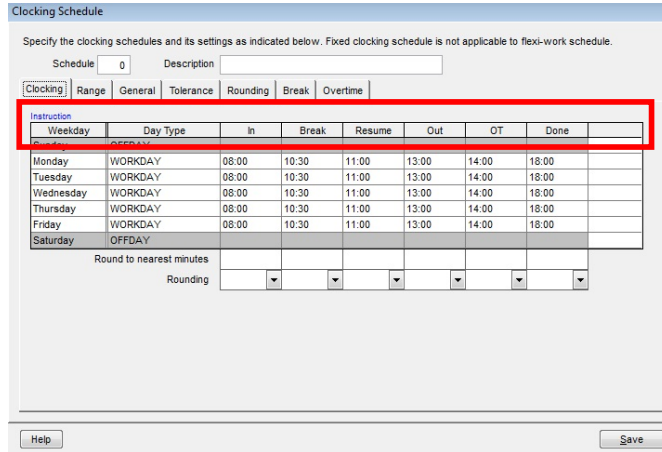 Clocking Schedule
Specify the clocking schedules and its settings as indicated below. Fixed clocking schedule is not applicable to flexi-work schedule.
Schedule 0 Description
Clocking Range General Tolerance Rounding Break Overtime
Instruction
Weekday Day Type In Break Resume Out OT Done
Sunday OFFDAY
Monday WORKDAY 08:00 10:30 11:00 13:00 14:00 18:00
Tuesday WORKDAY 08:00 10:30 11:00 13:00 14:00 18:00
Wednesday WORKDAY 08:00 10:30 11:00 13:00 14:00 18:00
Thursday WORKDAY 08:00 10:30 11:00 13:00 14:00 18:00
Friday WORKDAY 08:00 10:30 11:00 13:00 14:00 18:00
Saturday OFFDAY
Round to nearest minutes
Rounding
Help Save